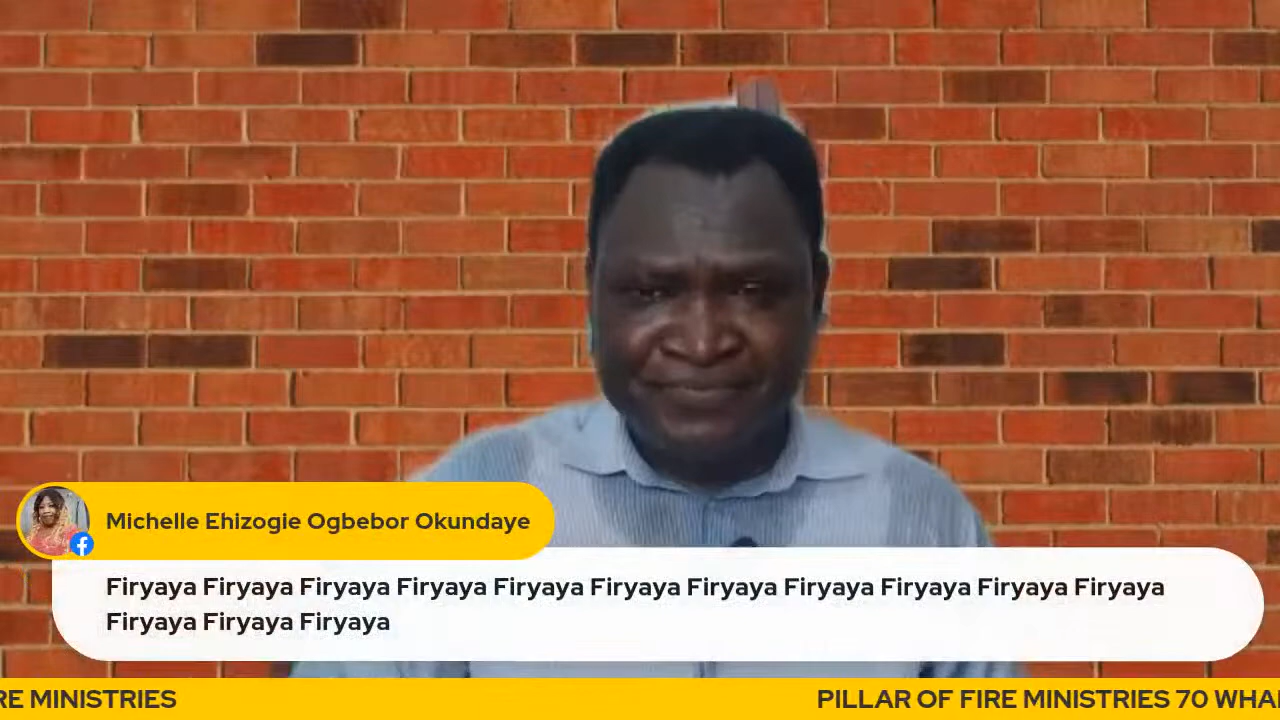 Michelle Ehizogie Ogbebor Okundaye
Firyaya Firyaya Firyaya Firyaya Firyaya Firyaya Firyaya Firyaya Firyaya Firyaya Firyaya
Firyaya Firyaya Firyaya
RE MINISTRIES PILLAR OF FIRE MINISTRIES 70 WHA